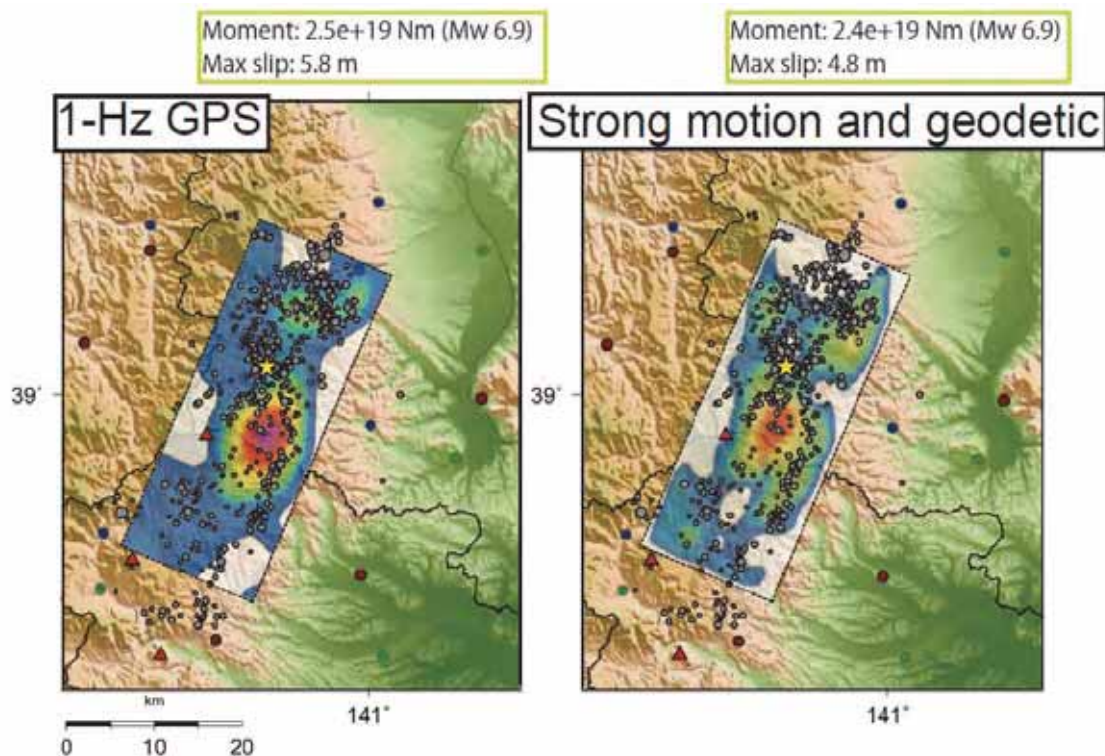 Moment: 2.5e+19 Nm (Mw 6.9)
Max slip: 5.8 m
Moment: 2.4e+19 Nm (Mw 6.9)
Max slip: 4.8 m
1-Hz GPS
Strong motion and geodetic
39°
39°
km
0 10 20
141°
141°